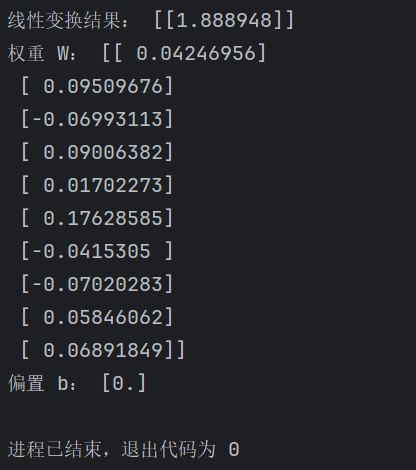 线性变换结果： [[1.888948]]
权重 W： [[ 0.04246956]
 [ 0.09509676]
 [-0.06993113]
 [ 0.09006382]
 [ 0.01702273]
 [ 0.17628585]
 [-0.0415305 ]
 [-0.07020283]
 [ 0.05846062]
 [ 0.06891849]]
偏置 b： [0.]
进程已结束，退出代码为 0